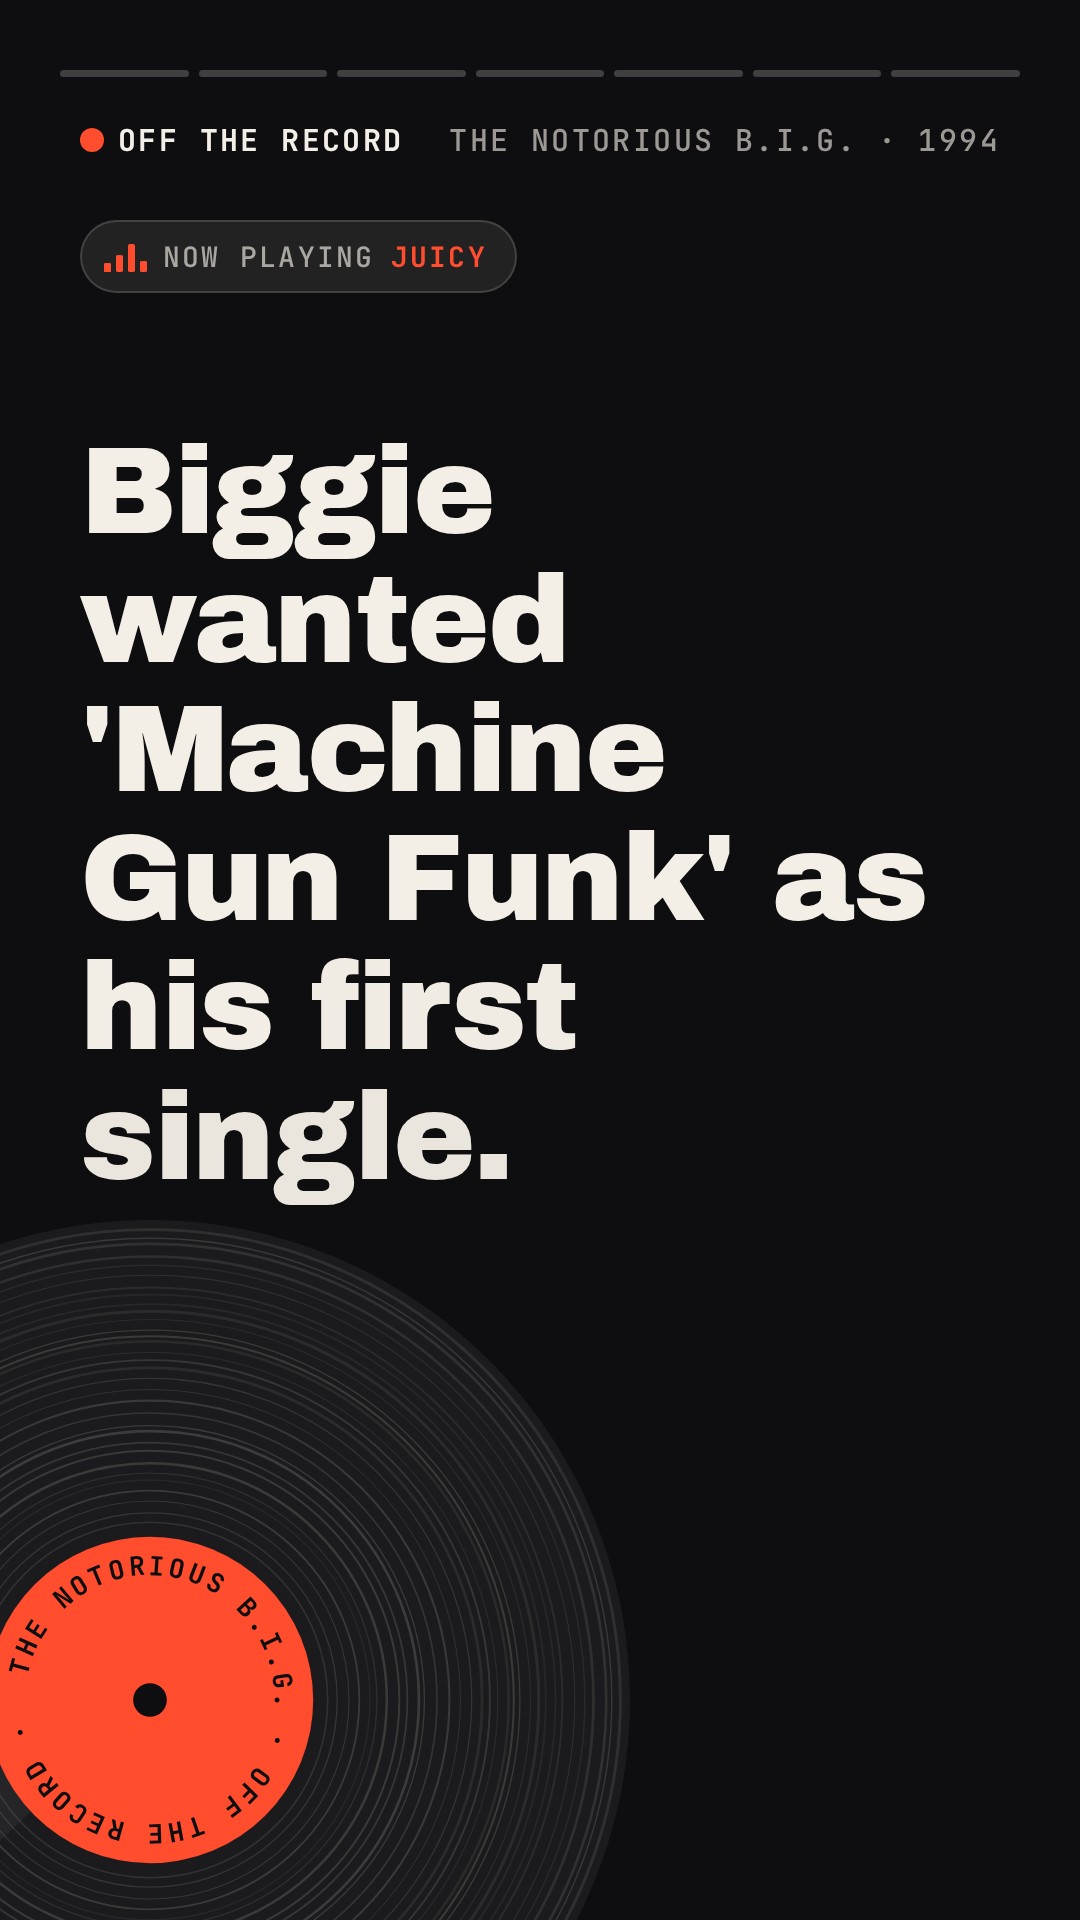 OFF THE RECORD THE NOTORIOUS B.I.G. · 1994
NOW PLAYING JUICY
Biggie
wanted
'Machine
Gun Funk' as
his first
single.
THE NOTORIOUS B.I.G. · OFF THE RECORD ·